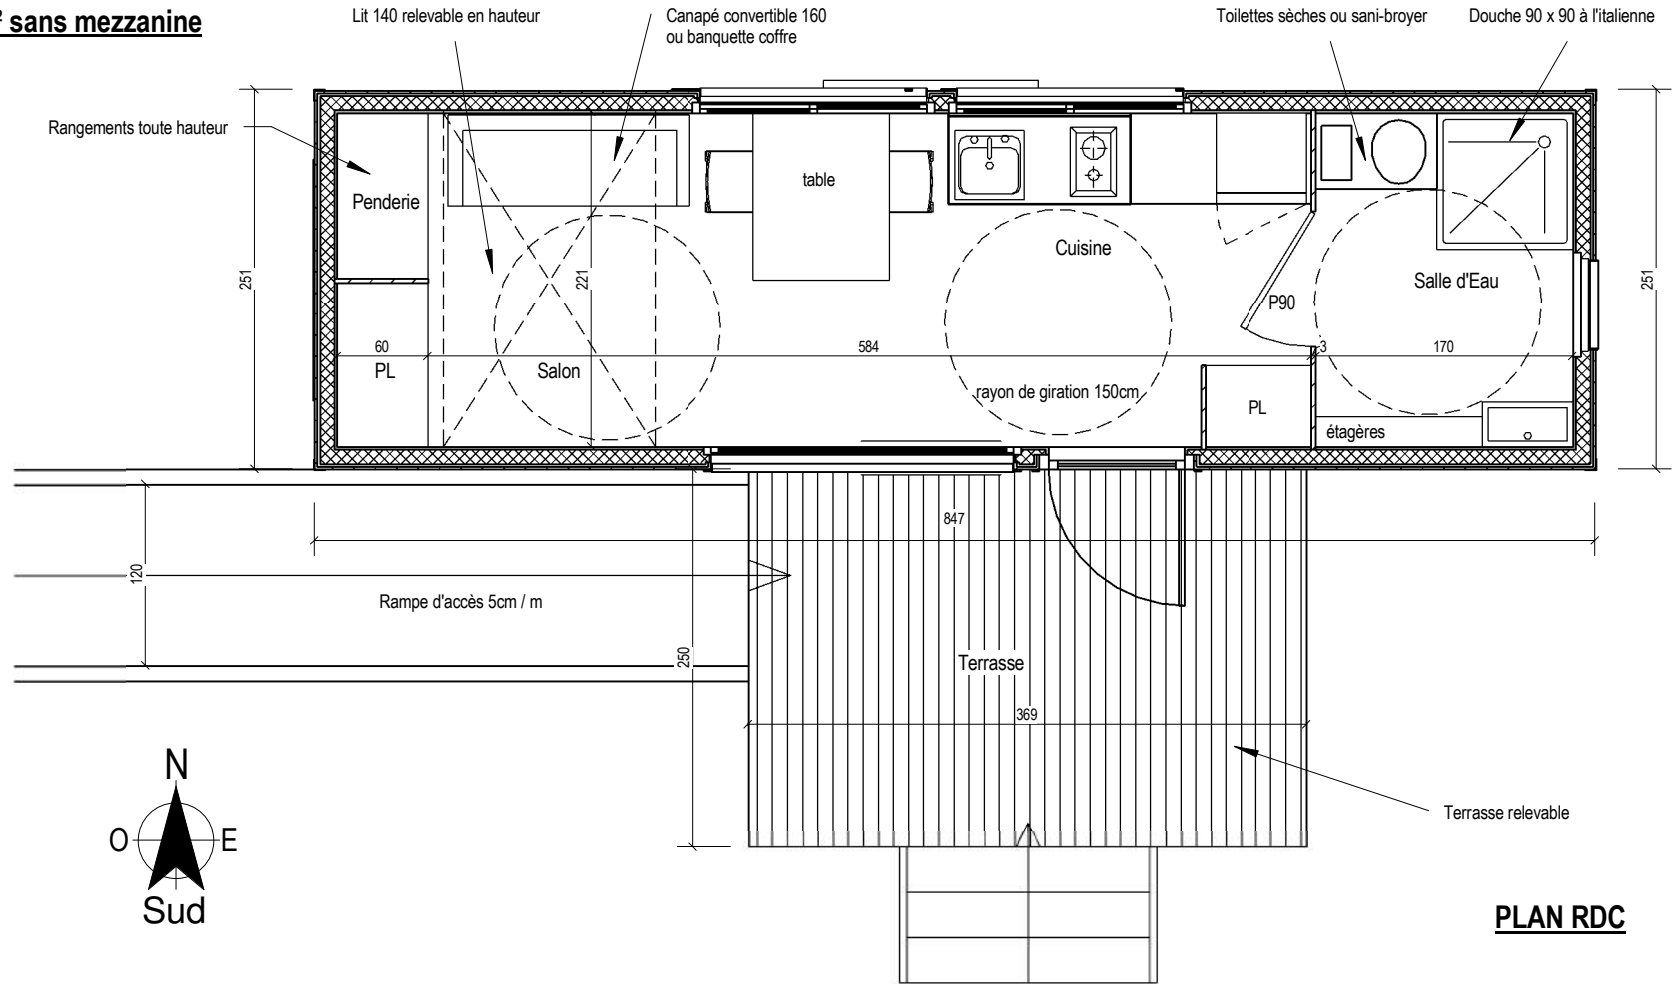 ² sans mezzanine
Lit 140 relevable en hauteur
Canapé convertible 160
ou banquette coffre
Toilettes sèches ou sani-broyer
Douche 90 x 90 à l'italienne
Rangements toute hauteur
Penderie
table
Cuisine
Salle d'Eau
251
221
251
P90
60
584
3
170
PL
Salon
rayon de giration 150cm
PL
étagères
847
120
Rampe d'accès 5cm / m
250
Terrasse
369
Terrasse relevable
N
O
E
Sud
PLAN RDC